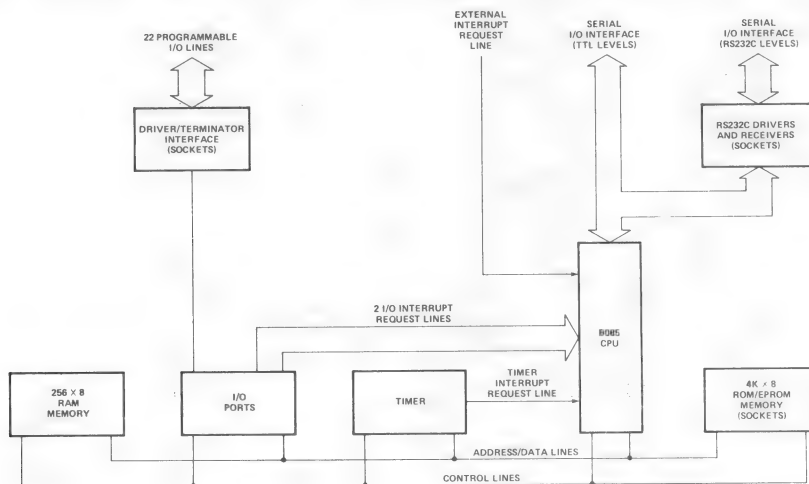 EXTERNAL
INTERRUPT
REQUEST
LINE
SERIAL
I/O INTERFACE
(TTL LEVELS)
SERIAL
I/O INTERFACE
(RS232C LEVELS)
22 PROGRAMMABLE
I/O LINES
DRIVER/TERMINATOR
INTERFACE
(SOCKETS)
RS232C DRIVERS
AND RECEIVERS
(SOCKETS)
2 I/O INTERRUPT
REQUEST LINES
8085
CPU
256 X 8
RAM
MEMORY
I/O
PORTS
TIMER
TIMER
INTERRUPT
REQUEST LINE
4K X 8
ROM/EPROM
MEMORY
(SOCKETS)
ADDRESS/DATA LINES
CONTROL LINES